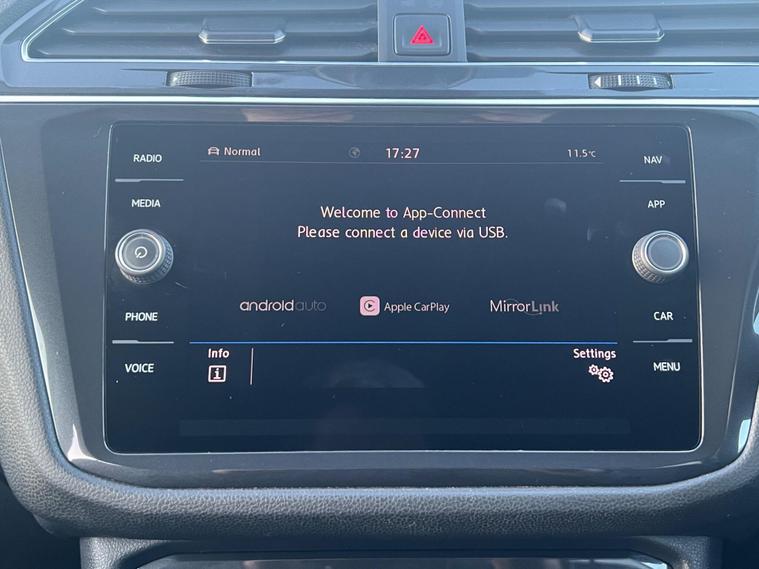 RADIO
MEDIA
PHONE
VOICE
Normal
17:27
11.5°C
Welcome to App-Connect
Please connect a device via USB.
androidauto
Apple CarPlay
MirrorLink
Info
Settings
NAV
APP
CAR
MENU